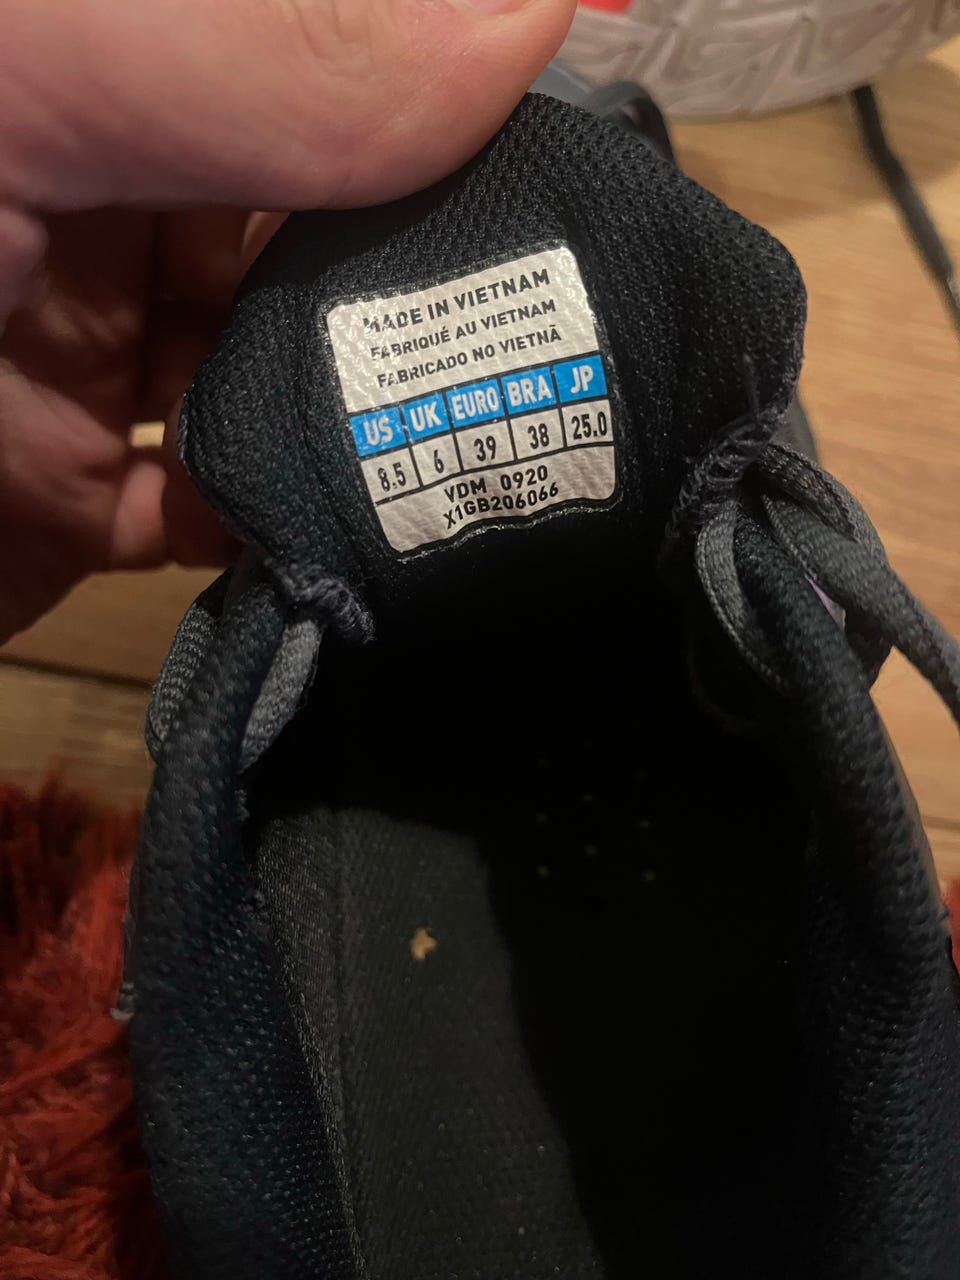 MADE IN VIETNAM
FABRIQUÉ AU VIETNAM
FABRICADO NO VIETNÃ
US UK EURO BRA JP
8.5 6 39 38 25.0
VDM 0920
X1GB206066